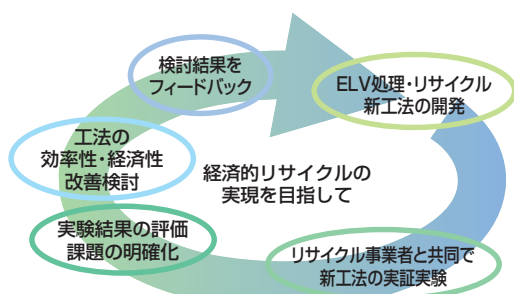 検討結果を
フィードバック
ELV処理・リサイクル
新工法の開発
工法の
効率性・経済性
改善検討
経済的リサイクルの
実現を目指して
実験結果の評価
課題の明確化
リサイクル事業者と共同で
新工法の実証実験